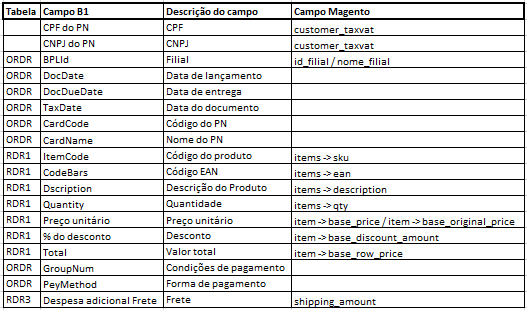 Tabela Campo B1 Descrição do campo Campo Magento
CPF do PN CPF customer_taxvat
CNPJ do PN CNPJ customer_taxvat
ORDR BPLId Filial id_filial / nome_filial
ORDR DocDate Data de lançamento
ORDR DocDueDate Data de entrega
ORDR TaxDate Data do documento
ORDR CardCode Código do PN
ORDR CardName Nome do PN
RDR1 ItemCode Código do produto items -> sku
RDR1 CodeBars Código EAN items -> ean
RDR1 Dscription Descrição do Produto items -> description
RDR1 Quantity Quantidade items -> qty
RDR1 Preço unitário Preço unitário item -> base_price / item -> base_original_price
RDR1 % do desconto Desconto item -> base_discount_amount
RDR1 Total Valor total item -> base_row_price
ORDR GroupNum Condições de pagamento
ORDR PeyMethod Forma de pagamento
RDR3 Despesa adicional Frete Frete shipping_amount